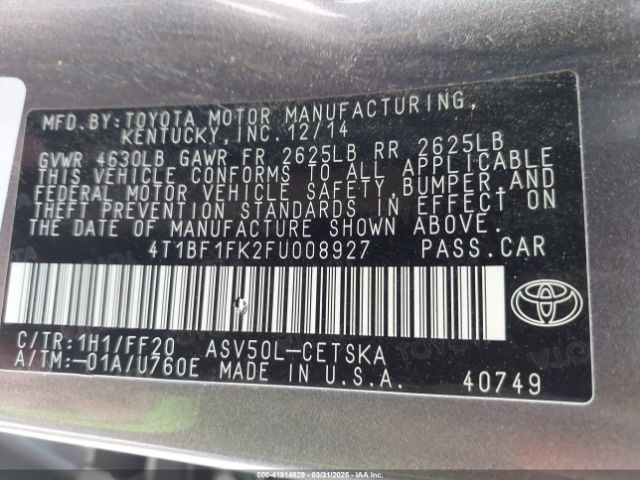 MFD.BY:TOYOTA MOTOR MANUFACTURING,
KENTUCKY, INC. 12/14
GVWR 4630LB GAWR FR 2625LB RR 2625LB
THIS VEHICLE CONFORMS TO ALL APPLICABLE
FEDERAL MOTOR VEHICLE SAFETY,BUMPER,AND
THEFT PREVENTION STANDARDS IN EFFECT ON
THE DATE OF MANUFACTURE SHOWN ABOVE.
4T1BF1FK2FU008927 PASS.CAR
C/TR:1H1/FF20 ASV50L-CETSKA
A/TM:-01A/U760E MADE IN U.S.A. 40749
000-41914629 - 03/31/2025 - IAAI.COM